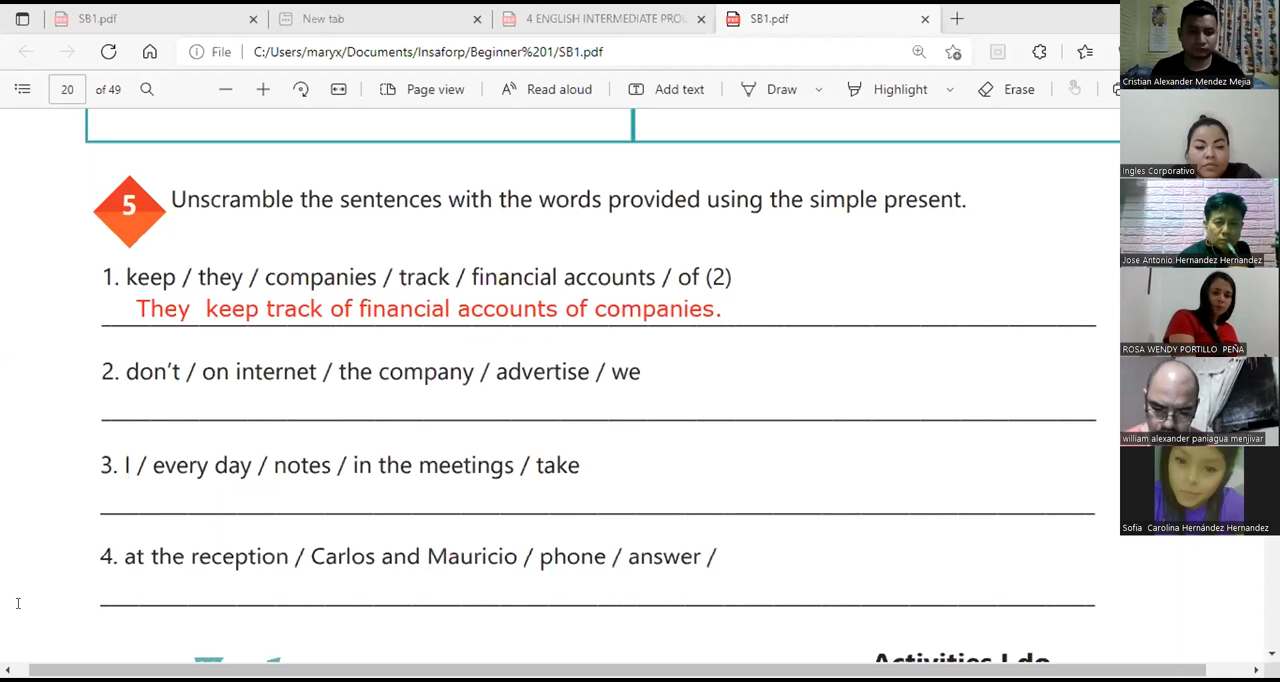 SB1.pdf
New tab
4 ENGLISH INTERMEDIATE PRO
SB1.pdf
File
C:/Users/maryx/Documents/Insaforp/Beginner%201/SB1.pdf
20 of 49
Page view
Read aloud
Add text
Draw
Highlight
Erase
5
Unscramble the sentences with the words provided using the simple present.
1. keep / they / companies / track / financial accounts / of (2)
They keep track of financial accounts of companies.
2. don't / on internet / the company / advertise / we
3. I / every day / notes / in the meetings / take
4. at the reception / Carlos and Mauricio / phone / answer /
Activities I do
Cristian Alexander Mendez Mejia
Ingles Corporativo
Jose Antonio Hernandez Hernandez
ROSA WENDY PORTILLO PEÑA
william alexander paniagua menjivar
Sofia Carolina Hernández Hernandez